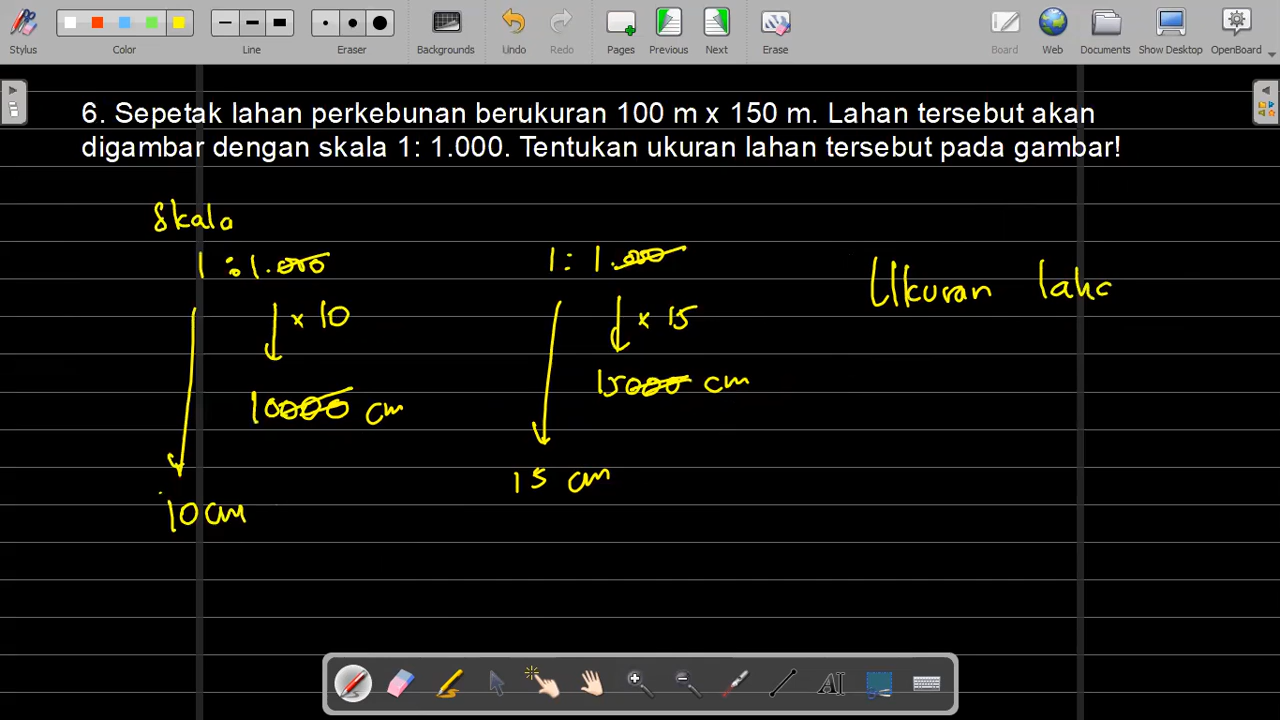 Stylus
Color
Line
Eraser
Backgrounds
Undo
Redo
Pages
Previous
Next
Erase
Board
Web
Documents
Show Desktop
OpenBoard
6. Sepetak lahan perkebunan berukuran 100 m x 150 m. Lahan tersebut akan
digambar dengan skala 1: 1.000. Tentukan ukuran lahan tersebut pada gambar!
Skala
1 : 1.000
x 10
10000 cm
10 cm
1 : 1.000
x 15
15000 cm
15 cm
Ukuran laha